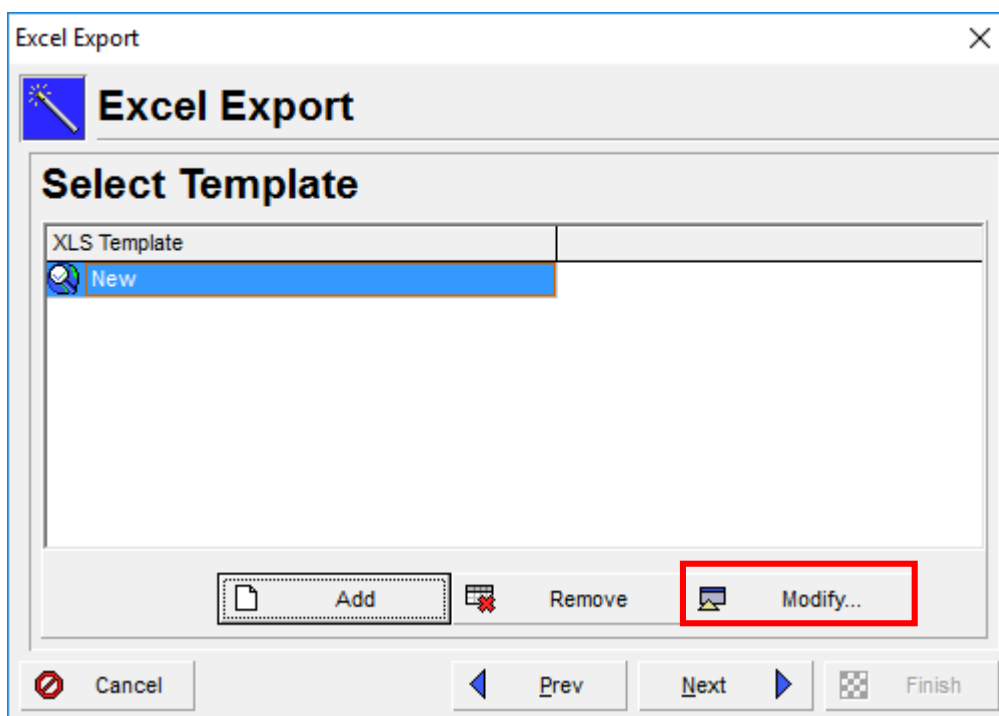 Excel Export
Excel Export
Select Template
XLS Template
New
Add Remove Modify...
Cancel Prev Next Finish